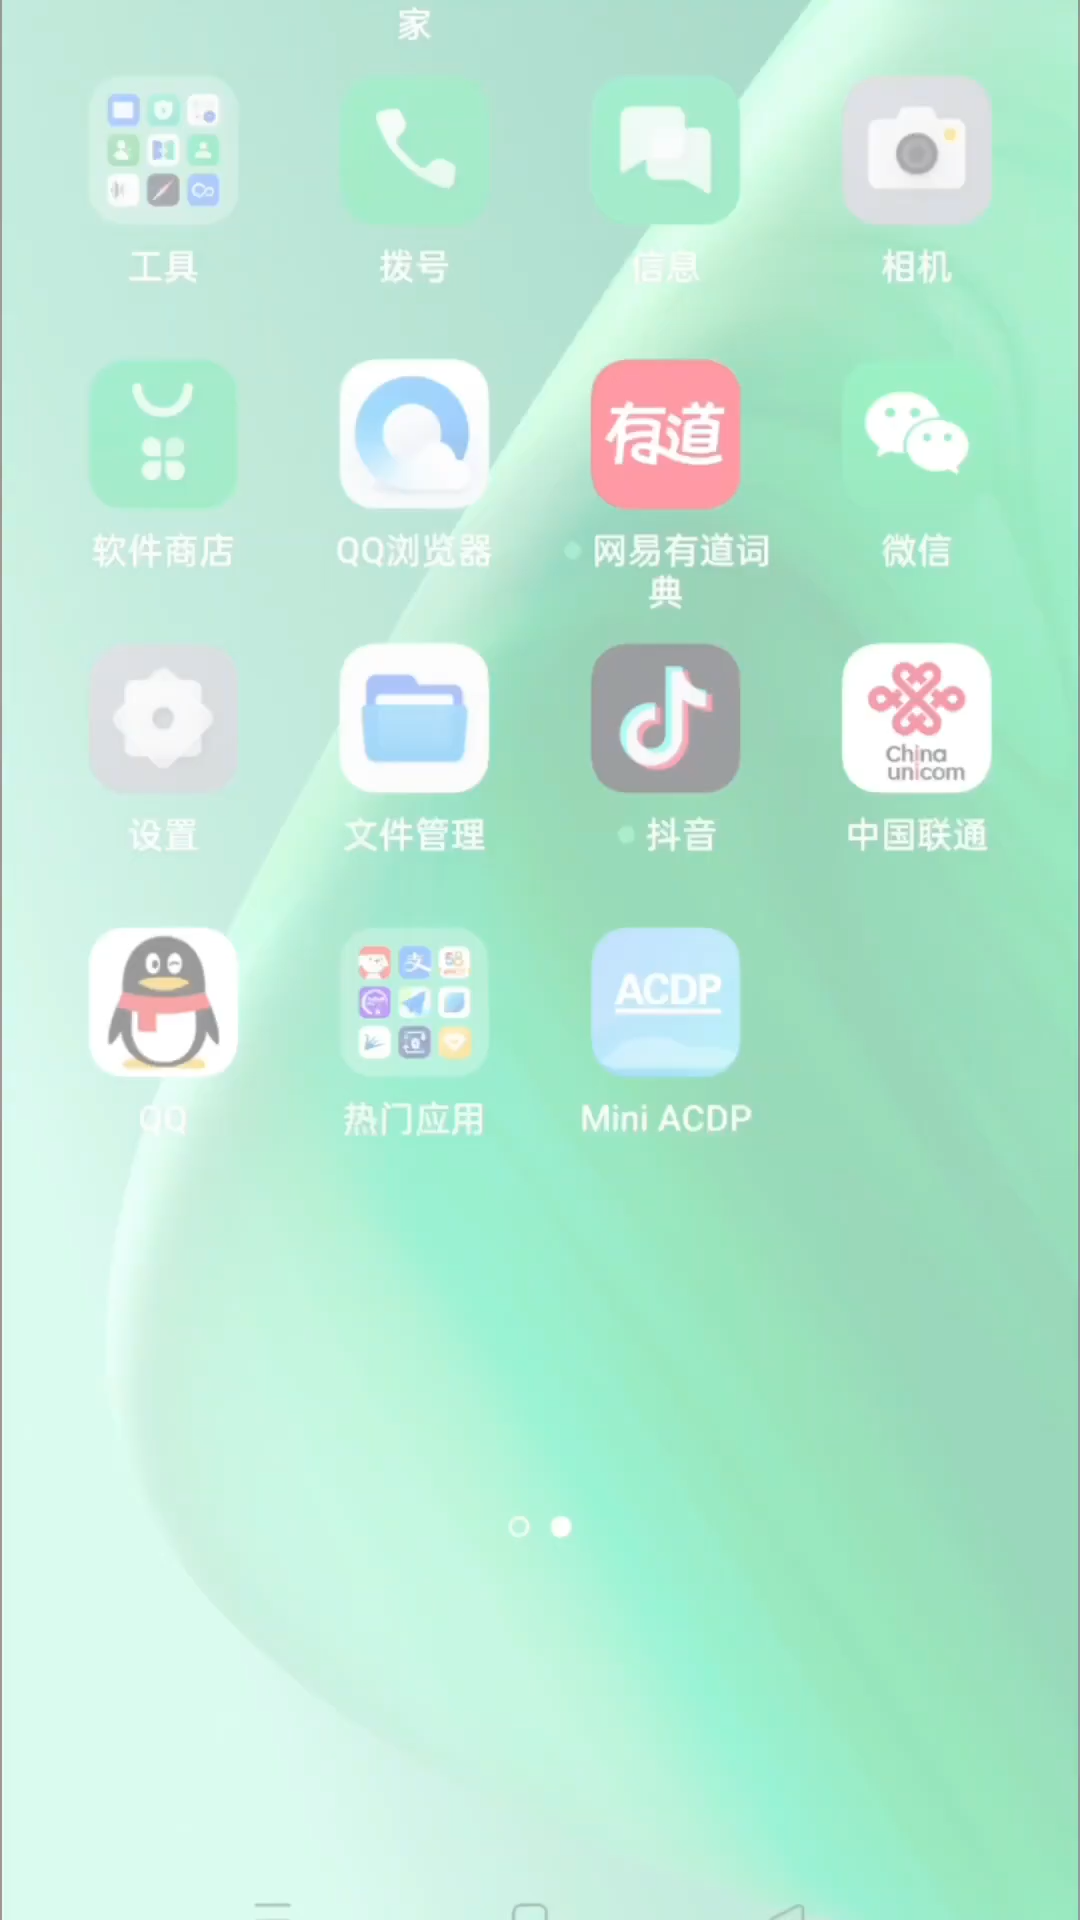 家
工具
拨号
信息
相机
有道
软件商店
QQ浏览器
网易有道词
典
微信
China
unicom
设置
文件管理
抖音
中国联通
支
58
ACDP
QQ
热门应用
Mini ACDP